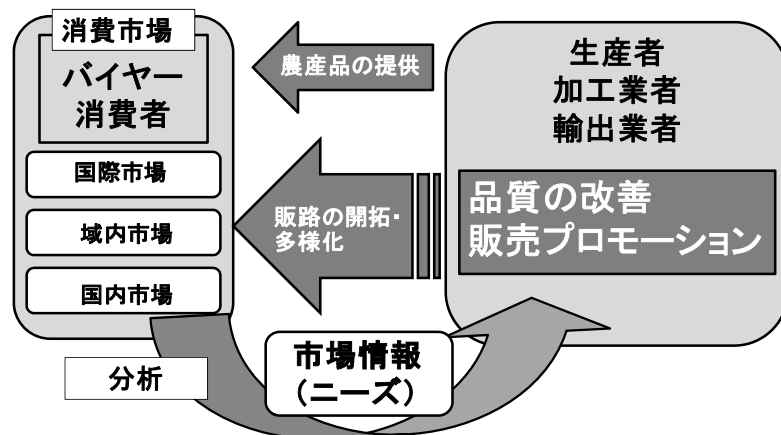 消費市場
バイヤー
消費者
国際市場
域内市場
国内市場
分析
農産品の提供
販路の開拓・
多様化
市場情報
(ニーズ)
生産者
加工業者
輸出業者
品質の改善
販売プロモーション